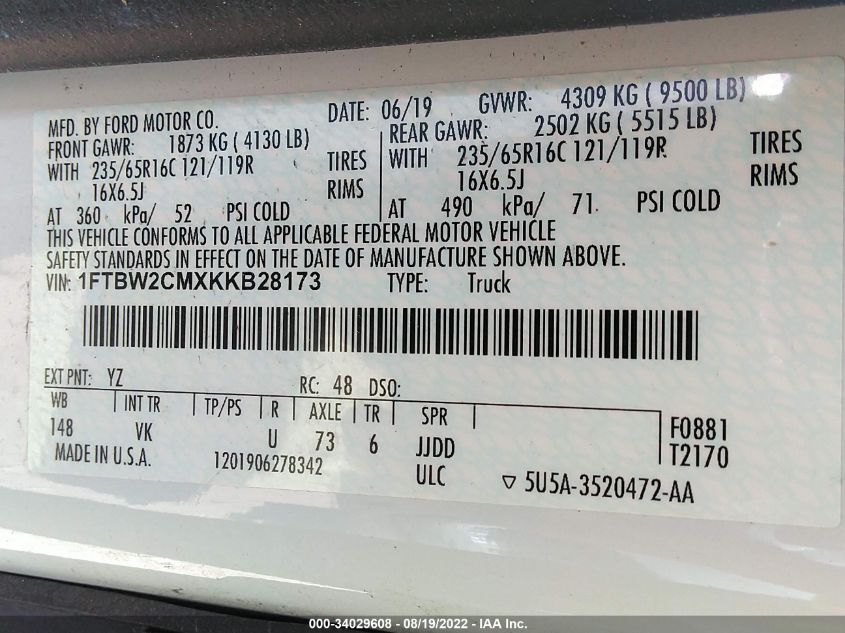 MFD. BY FORD MOTOR CO. DATE: 06/19 GVWR: 4309 KG ( 9500 LB)
FRONT GAWR: 1873 KG ( 4130 LB) REAR GAWR: 2502 KG ( 5515 LB)
WITH 235/65R16C 121/119R TIRES WITH 235/65R16C 121/119R TIRES
16X6.5J RIMS 16X6.5J RIMS
AT 360 kPa/ 52 PSI COLD AT 490 kPa/ 71 PSI COLD
THIS VEHICLE CONFORMS TO ALL APPLICABLE FEDERAL MOTOR VEHICLE
SAFETY STANDARDS IN EFFECT ON THE DATE OF MANUFACTURE SHOWN ABOVE.
VIN: 1FTBW2CMXKKB28173 TYPE: Truck
EXT PNT: YZ RC: 48 DSO:
WB INT TR TP/PS R AXLE TR SPR
148 VK U 73 6 JJDD F0881
MADE IN U.S.A. 1201906278342 ULC T2170
▽ 5U5A-3520472-AA
000-34029608 - 08/19/2022 - IAA Inc.